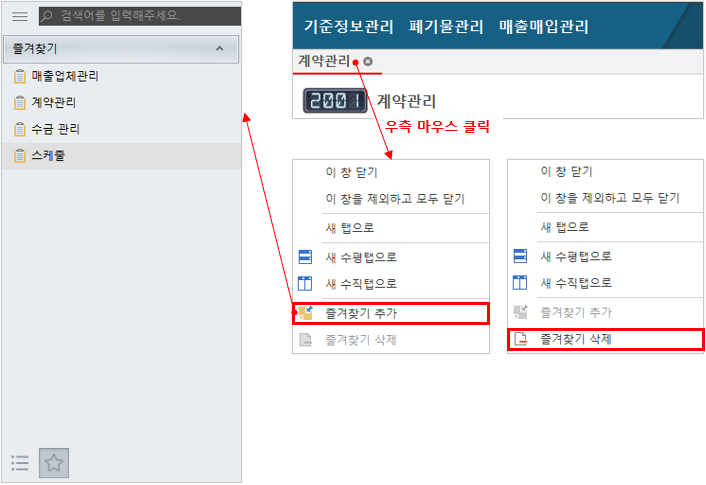 검색어를 입력해주세요.
즐겨찾기
매출업체관리
계약관리
수금 관리
스케줄
기준정보관리 폐기물관리 매출매입관리
계약관리
2001 계약관리
우측 마우스 클릭
이 창 닫기
이 창을 제외하고 모두 닫기
새 탭으로
새 수평탭으로
새 수직탭으로
즐겨찾기 추가
즐겨찾기 삭제
이 창 닫기
이 창을 제외하고 모두 닫기
새 탭으로
새 수평탭으로
새 수직탭으로
즐겨찾기 추가
즐겨찾기 삭제